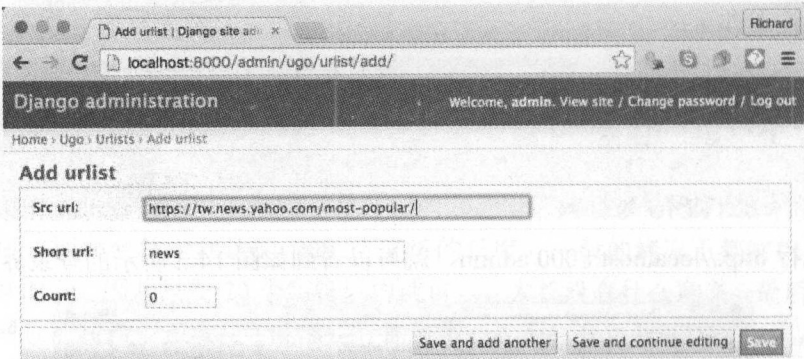 Richard
Add urlist | Django site adm ×
localhost:8000/admin/ugo/urlist/add/
Django administration
Welcome, admin. View site / Change password / Log out
Home › Ugo › Urlists › Add urlist
Add urlist
Src url: https://tw.news.yahoo.com/most-popular/
Short url: news
Count: 0
Save and add another Save and continue editing Save